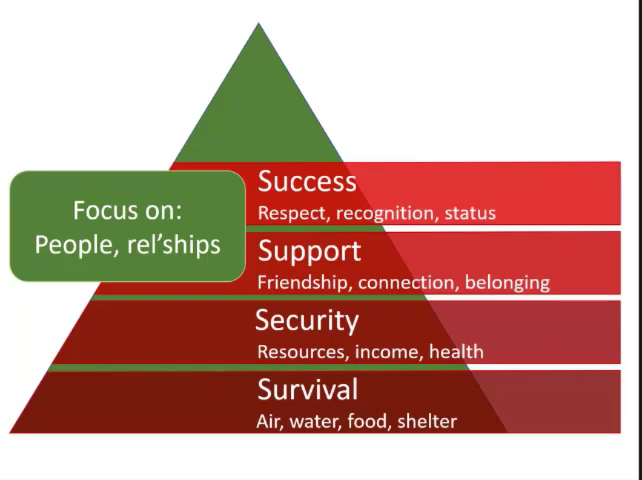 Success
Respect, recognition, status
Focus on:
People, rel'ships
Support
Friendship, connection, belonging
Security
Resources, income, health
Survival
Air, water, food, shelter